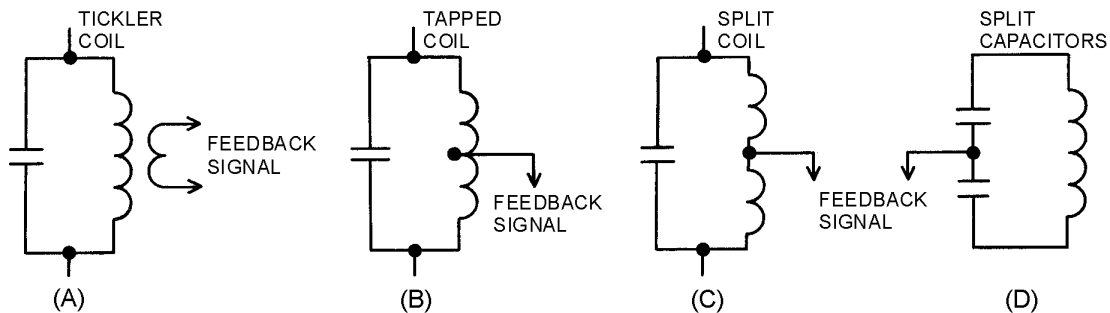 TICKLER
COIL
FEEDBACK
SIGNAL
(A)
TAPPED
COIL
FEEDBACK
SIGNAL
(B)
SPLIT
COIL
FEEDBACK
SIGNAL
(C)
SPLIT
CAPACITORS
(D)